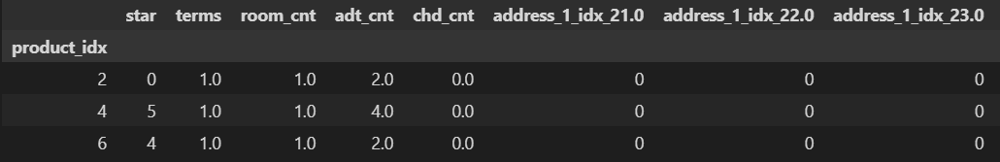 star terms room_cnt adt_cnt chd_cnt address_1_idx_21.0 address_1_idx_22.0 address_1_idx_23.0
product_idx
2 0 1.0 1.0 2.0 0.0 0 0 0
4 5 1.0 1.0 4.0 0.0 0 0 0
6 4 1.0 1.0 2.0 0.0 0 0 0